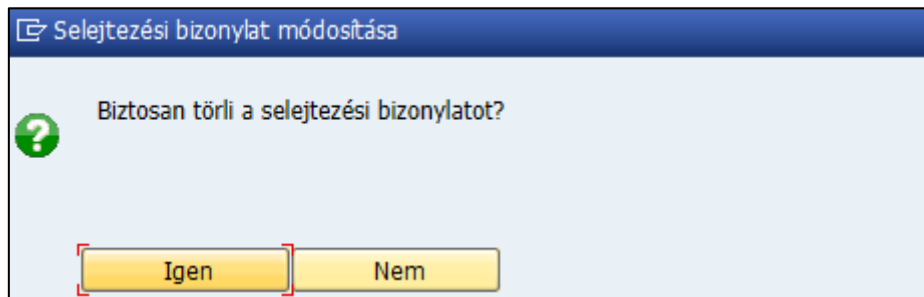 Selejtezési bizonylat módosítása
Biztosan törli a selejtezési bizonylatot?
Igen Nem